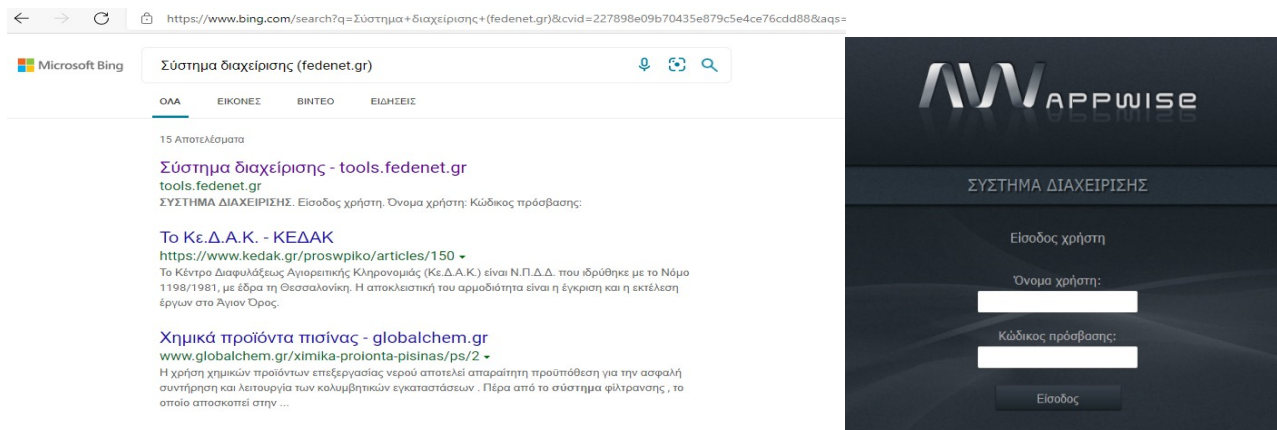 https://www.bing.com/search?q=Σύστημα+διαχείρισης+(fedenet.gr)&cvid=227898e09b70435e879c5e4ce76cdd88&aqs=
Microsoft Bing
Σύστημα διαχείρισης (fedenet.gr)
ΟΛΑ ΕΙΚΟΝΕΣ ΒΙΝΤΕΟ ΕΙΔΗΣΕΙΣ
15 Αποτελέσματα
Σύστημα διαχείρισης - tools.fedenet.gr
tools.fedenet.gr
ΣΥΣΤΗΜΑ ΔΙΑΧΕΙΡΙΣΗΣ. Είσοδος χρήστη. Όνομα χρήστη: Κώδικος πρόσβασης:
Το Κε.Δ.Α.Κ. - ΚΕΔΑΚ
https://www.kedak.gr/proswpiko/articles/150
Το Κέντρο Διαφυλάξεως Αγιορειτικής Κληρονομιάς (Κε.Δ.Α.Κ.) είναι Ν.Π.Δ.Δ. που ιδρύθηκε με το Νόμο
1198/1981, με έδρα τη Θεσσαλονίκη. Η αποκλειστική του αρμοδιότητα είναι η έγκριση και η εκτέλεση
έργων στο Άγιον Όρος.
Χημικά προϊόντα πισίνας - globalchem.gr
www.globalchem.gr/ximika-proionta-pisinas/ps/2
Η χρήση χημικών προϊόντων επεξεργασίας νερού αποτελεί απαραίτητη προϋπόθεση για την ασφαλή
συντήρηση και λειτουργία των κολυμβητικών εγκαταστάσεων . Πέρα από το σύστημα φίλτρανσης , το
οποίο αποσκοπεί στην ...
APPWISE
ΣΥΣΤΗΜΑ ΔΙΑΧΕΙΡΙΣΗΣ
Είσοδος χρήστη
Όνομα χρήστη:
Κώδικος πρόσβασης:
Είσοδος